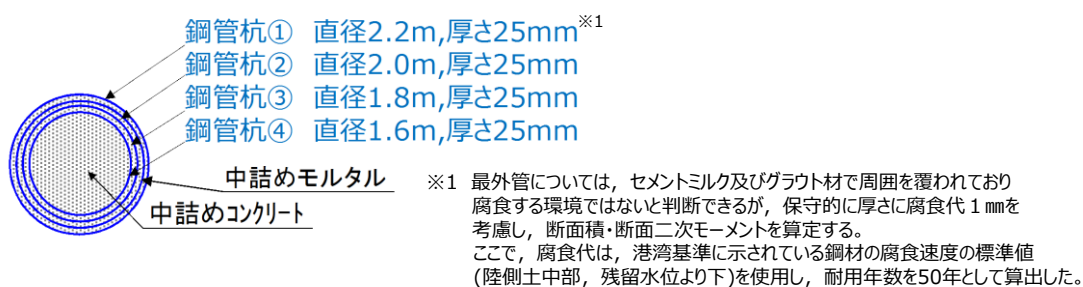 鋼管杭① 直径2.2m,厚さ25mm※1
鋼管杭② 直径2.0m,厚さ25mm
鋼管杭③ 直径1.8m,厚さ25mm
鋼管杭④ 直径1.6m,厚さ25mm
中詰めモルタル
中詰めコンクリート
※1 最外管については，セメントミルク及びグラウト材で周囲を覆われており
腐食する環境ではないと判断できるが，保守的に厚さに腐食代１㎜を
考慮し，断面積・断面二次モーメントを算定する。
ここで，腐食代は，港湾基準に示されている鋼材の腐食速度の標準値
(陸側土中部，残留水位より下)を使用し，耐用年数を50年として算出した。